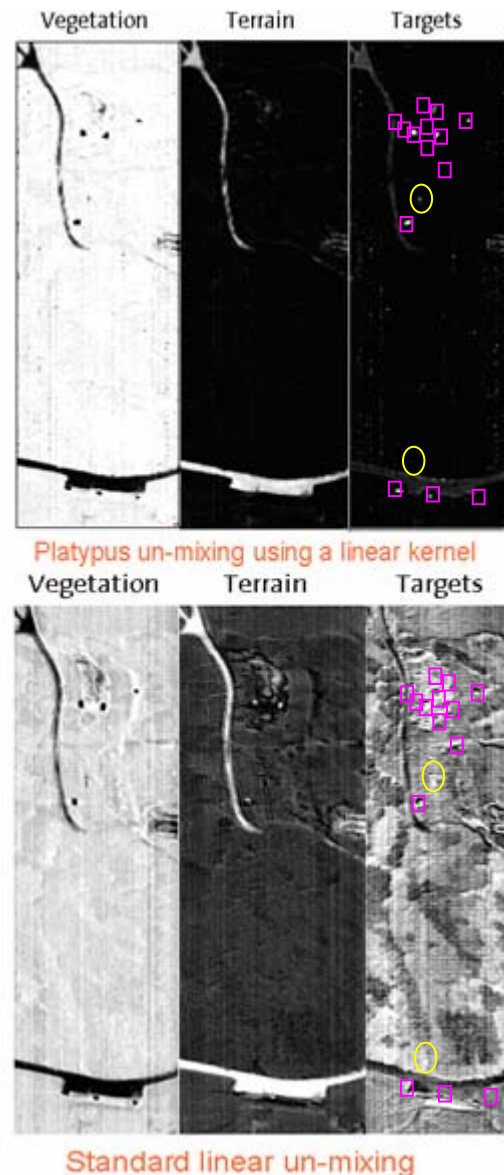 Vegetation Terrain Targets
Platypus un-mixing using a linear kernel
Vegetation Terrain Targets
Standard linear un-mixing